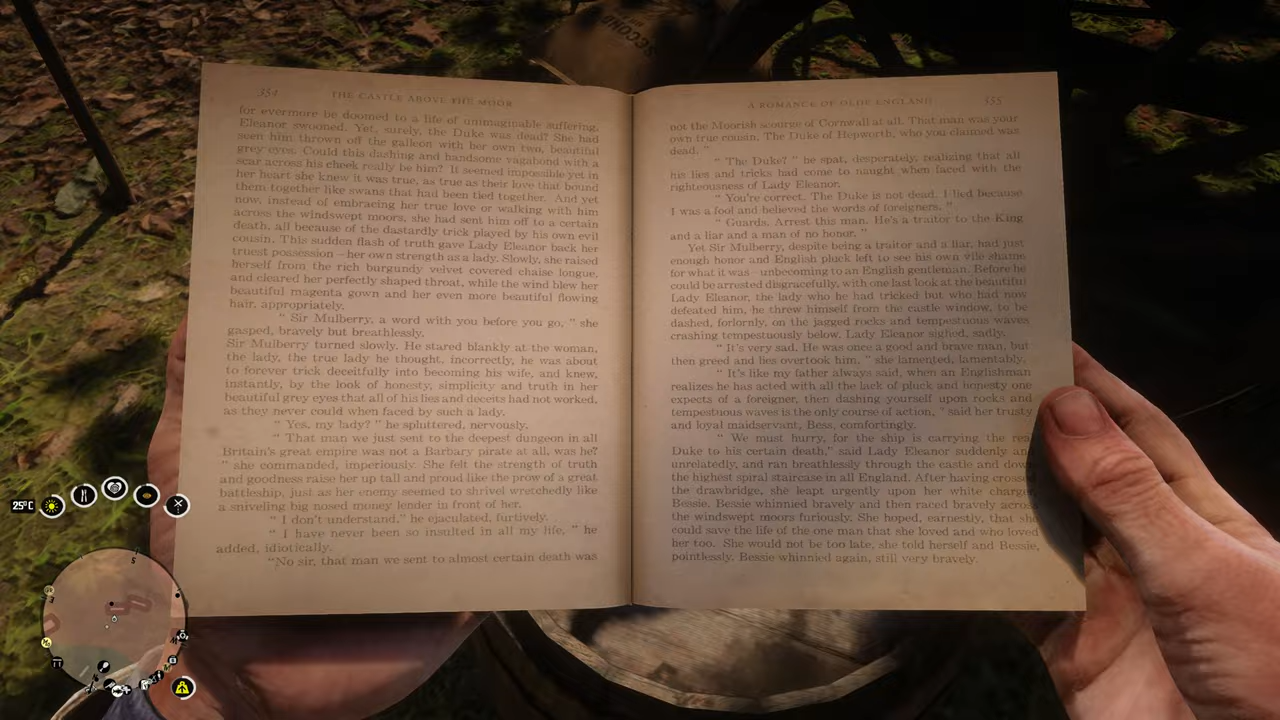 SECOND
354 THE CASTLE ABOVE THE MOOR
for evermore be doomed to a life of unimaginable suffering.
Eleanor swooned. Yet, surely, the Duke was dead? She had
seen him thrown off the galleon with her own two, beautiful
grey eyes. Could this dashing and handsome vagabond with a
scar across his cheek really be him? It seemed impossible yet in
her heart she knew it was true, as true as their love that bound
them together like swans that had been tied together. And yet
now, instead of embracing her true love or walking with him
across the windswept moors, she had sent him off to a certain
death, all because of the dastardly trick played by his own evil
cousin. This sudden flash of truth gave Lady Eleanor back her
truest possession—her own strength as a lady. Slowly, she raised
herself from the rich burgundy velvet covered chaise longue,
and cleared her perfectly shaped throat, while the wind blew her
beautiful magenta gown and her even more beautiful flowing
hair, appropriately.
" Sir Mulberry, a word with you before you go, " she
gasped, bravely but breathlessly.
Sir Mulberry turned slowly. He stared blankly at the woman,
the lady, the true lady he thought, incorrectly, he was about
to forever trick deceitfully into becoming his wife, and knew,
instantly, by the look of honesty, simplicity and truth in her
beautiful grey eyes that all of his lies and deceits had not worked,
as they never could when faced by such a lady.
" Yes, my lady? " he spluttered, nervously.
" That man we just sent to the deepest dungeon in all
Britain's great empire was not a Barbary pirate at all, was he?
" she commanded, imperiously. She felt the strength of truth
and goodness raise her up tall and proud like the prow of a great
battleship, just as her enemy seemed to shrivel wretchedly like
a sniveling big nosed money lender in front of her.
" I don't understand," he ejaculated, furtively.
" I have never been so insulted in all my life, " he
added, idiotically.
"No sir, that man we sent to almost certain death was
A ROMANCE OF OLDE ENGLAND 355
not the Moorish scourge of Cornwall at all. That man was your
own true cousin, The Duke of Hepworth, who you claimed was
dead. "
" The Duke? " he spat, desperately, realizing that all
his lies and tricks had come to naught when faced with the
righteousness of Lady Eleanor.
" You're correct. The Duke is not dead. I lied because
I was a fool and believed the words of foreigners. "
" Guards. Arrest this man. He's a traitor to the King
and a liar and a man of no honor. "
Yet Sir Mulberry, despite being a traitor and a liar, had just
enough honor and English pluck left to see his own vile shame
for what it was—unbecoming to an English gentleman. Before he
could be arrested disgracefully, with one last look at the beautiful
Lady Eleanor, the lady who he had tricked but who had now
defeated him, he threw himself from the castle window, to be
dashed, forlornly, on the jagged rocks and tempestuous waves
crashing tempestuously below. Lady Eleanor sighed, sadly.
" It's very sad. He was once a good and brave man, but
then greed and lies overtook him, " she lamented, lamentably.
" It's like my father always said, when an Englishman
realizes he has acted with all the lack of pluck and honesty one
expects of a foreigner, then dashing yourself upon rocks and
tempestuous waves is the only course of action, " said her trusty
and loyal maidservant, Bess, comfortingly.
" We must hurry, for the ship is carrying the rea
Duke to his certain death," said Lady Eleanor suddenly an
unrelatedly, and ran breathlessly through the castle and dow
the highest spiral staircase in all England. After having crosse
the drawbridge, she kept urgently upon her white charger,
Bessie. Bessie whinnied bravely and then raced bravely across
the windswept moors furiously. She hoped, earnestly, that she
could save the life of the one man that she loved and who loved
her too. She would not be too late, she told herself and Bessie,
pointlessly. Bessie whinnied again, still very bravely.
25°C
S